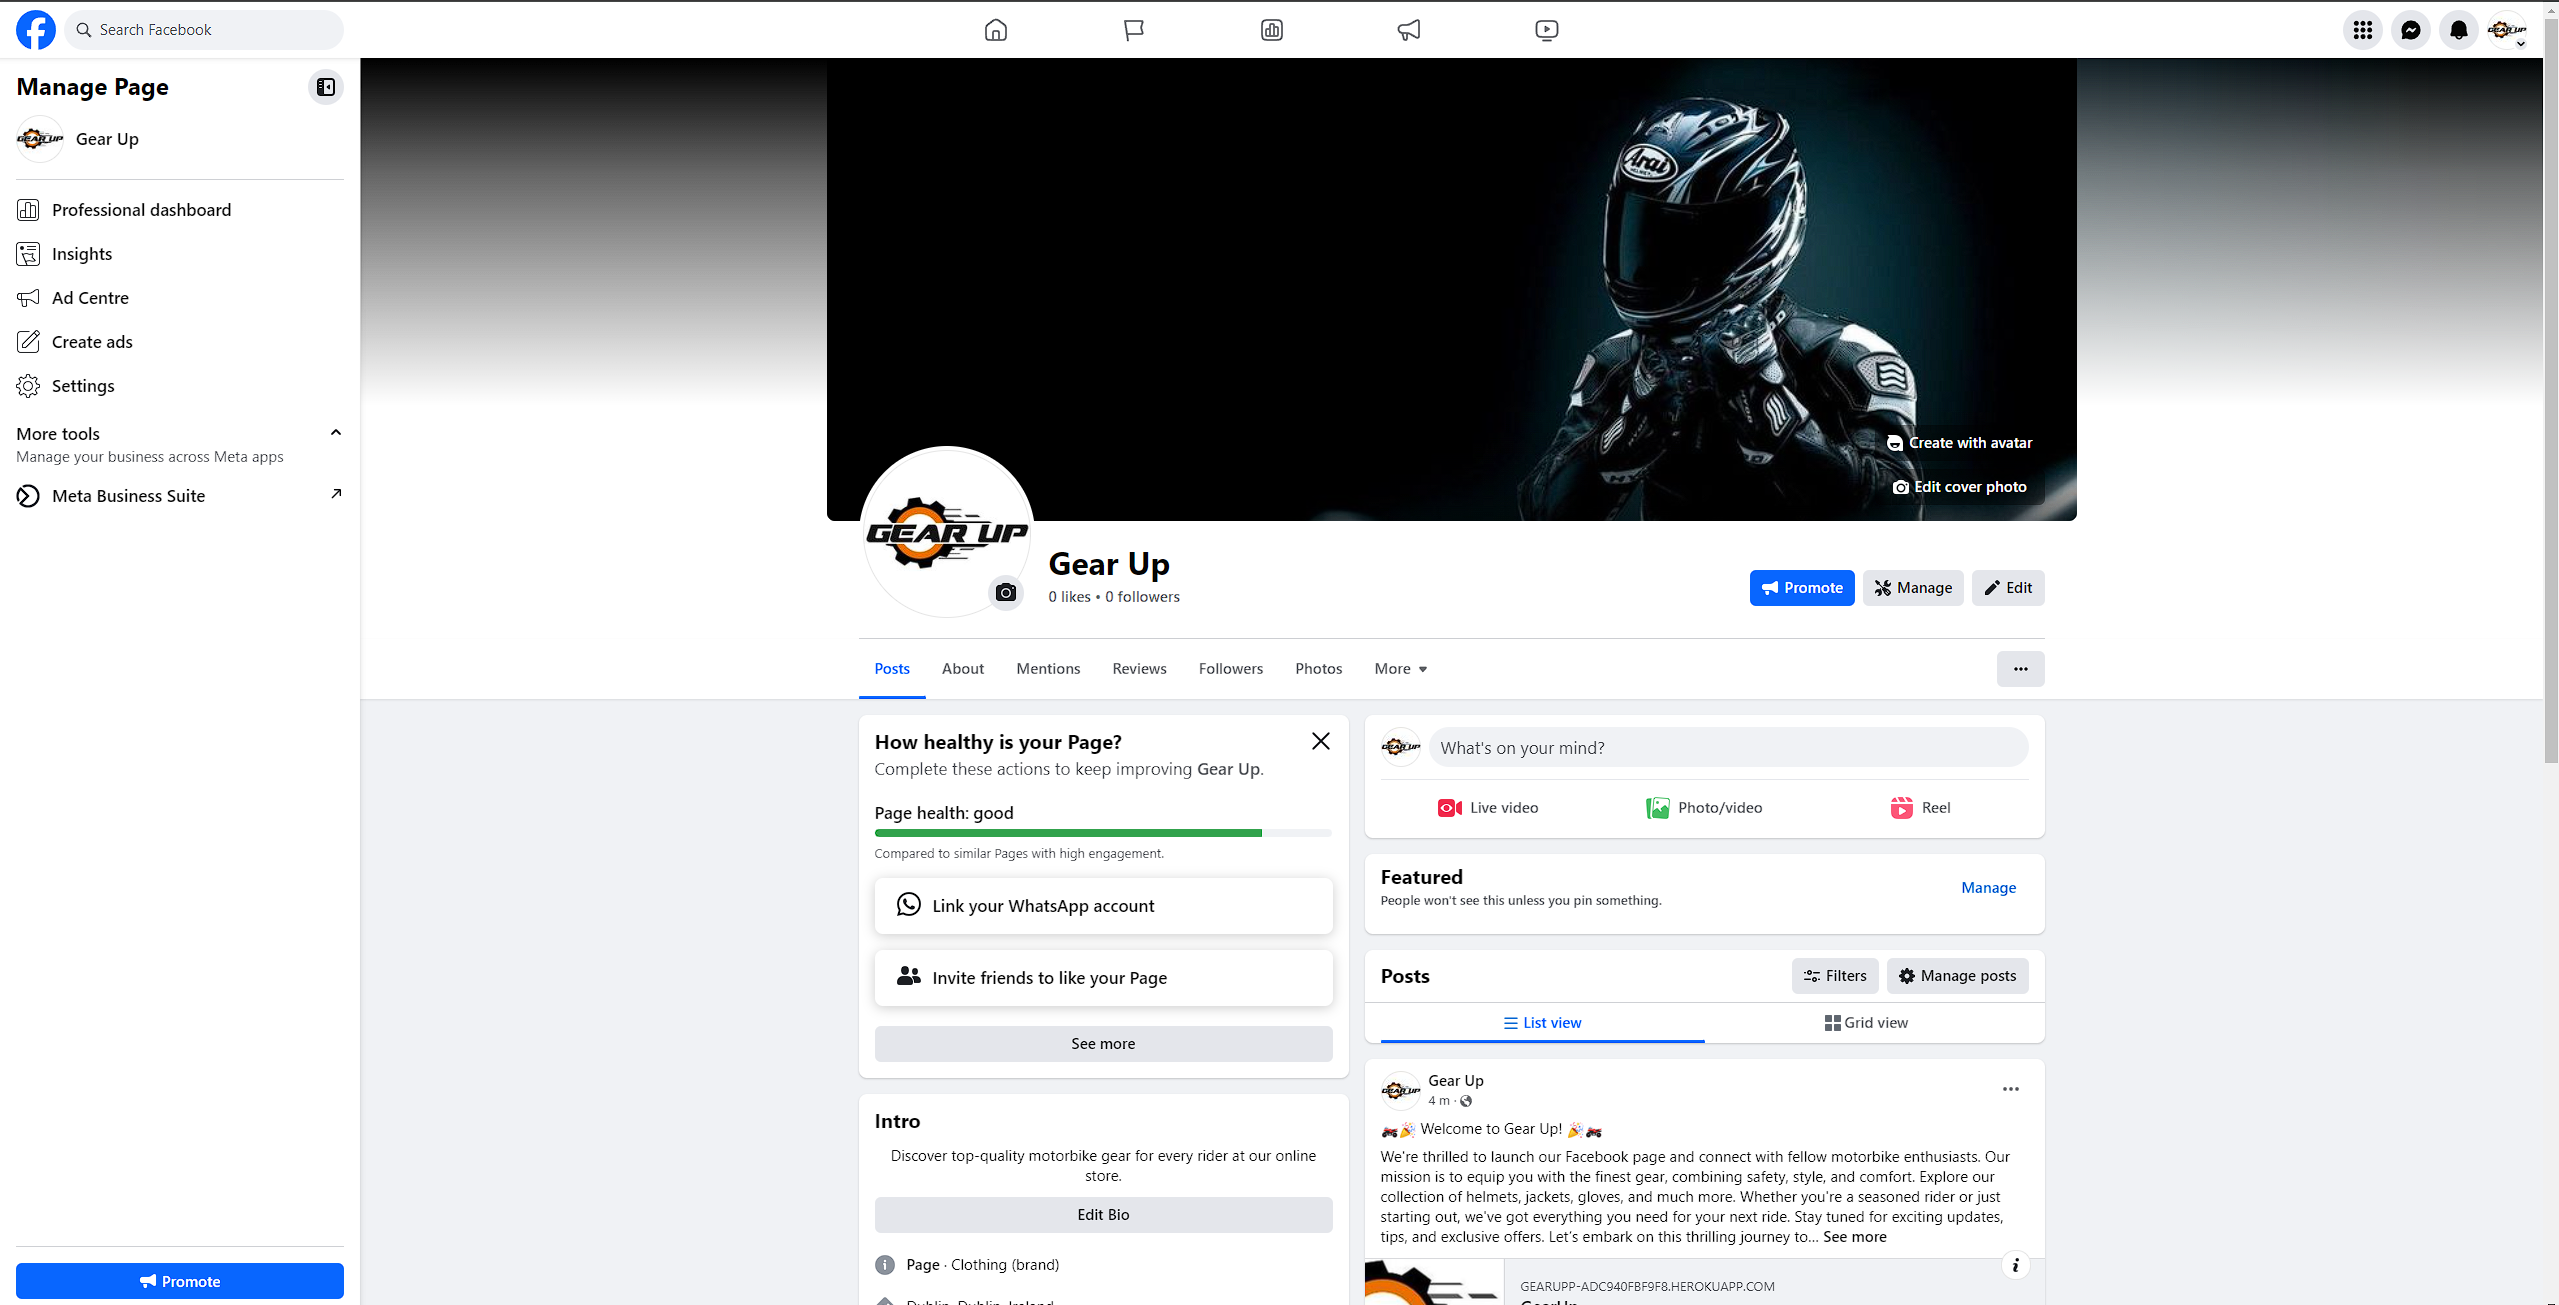 Search Facebook
Manage Page
GEAR UP
Gear Up
Professional dashboard
Insights
Ad Centre
Create ads
Settings
More tools
Manage your business across Meta apps
Meta Business Suite
Promote
Arai
HELMET
Create with avatar
Edit cover photo
GEAR UP
Gear Up
0 likes • 0 followers
Promote
Manage
Edit
Posts
About
Mentions
Reviews
Followers
Photos
More
How healthy is your Page?
Complete these actions to keep improving Gear Up.
Page health: good
Compared to similar Pages with high engagement.
Link your WhatsApp account
Invite friends to like your Page
See more
Intro
Discover top-quality motorbike gear for every rider at our online
store.
Edit Bio
Page · Clothing (brand)
Dublin, Dublin, Ireland
GEAR UP
What's on your mind?
Live video
Photo/video
Reel
Featured
People won't see this unless you pin something.
Manage
Posts
Filters
Manage posts
List view
Grid view
GEAR UP
Gear Up
4 m ·
🏍️🎉 Welcome to Gear Up! 🎉🏍️
We're thrilled to launch our Facebook page and connect with fellow motorbike enthusiasts. Our
mission is to equip you with the finest gear, combining safety, style, and comfort. Explore our
collection of helmets, jackets, gloves, and much more. Whether you're a seasoned rider or just
starting out, we've got everything you need for your next ride. Stay tuned for exciting updates,
tips, and exclusive offers. Let's embark on this thrilling journey to... See more
GEARUPP-ADC940FBF9F8.HEROKUAPP.COM